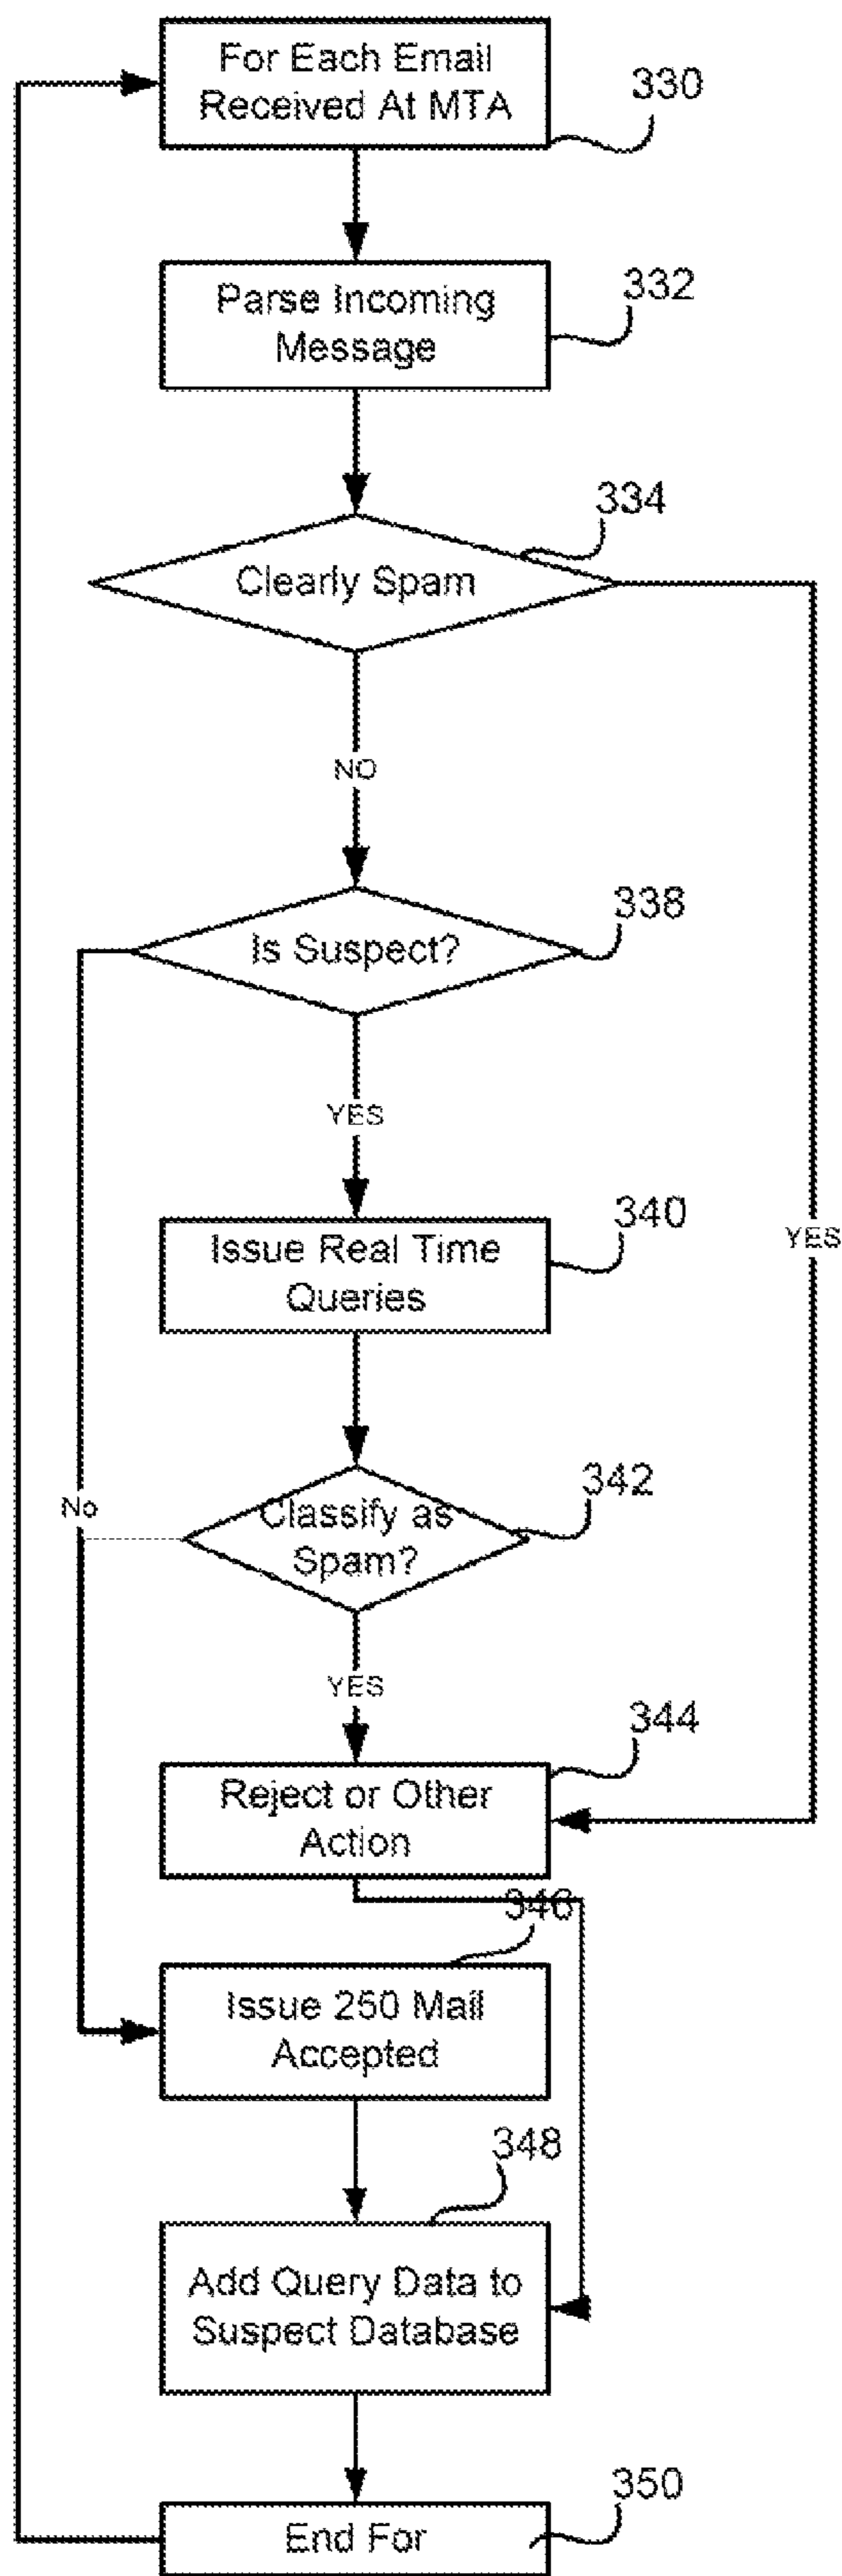 For Each Email
Received At MTA
330
Parse Incoming
Message
332
334
Clearly Spam
NO
338
Is Suspect?
YES
340
Issue Real Time
Queries
YES
342
No
Classify as
Spam?
YES
344
Reject or Other
Action
346
Issue 250 Mail
Accepted
348
Add Query Data to
Suspect Database
350
End For